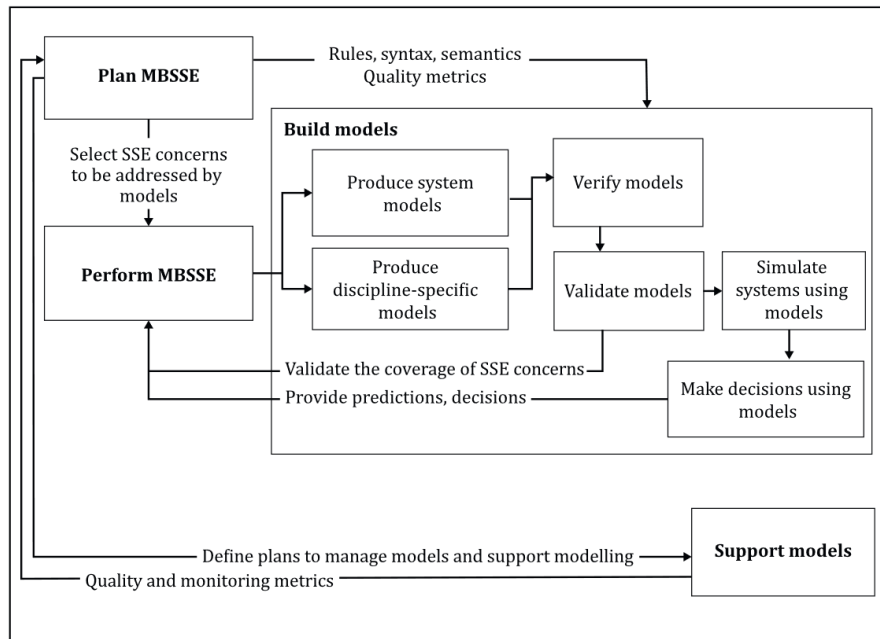 Plan MBSSE
Rules, syntax, semantics
Quality metrics
Select SSE concerns
to be addressed by
models
Build models
Produce system
models
Verify models
Perform MBSSE
Produce
discipline-specific
models
Validate models
Simulate
systems using
models
Validate the coverage of SSE concerns
Provide predictions, decisions
Make decisions using
models
Define plans to manage models and support modelling
Support models
Quality and monitoring metrics